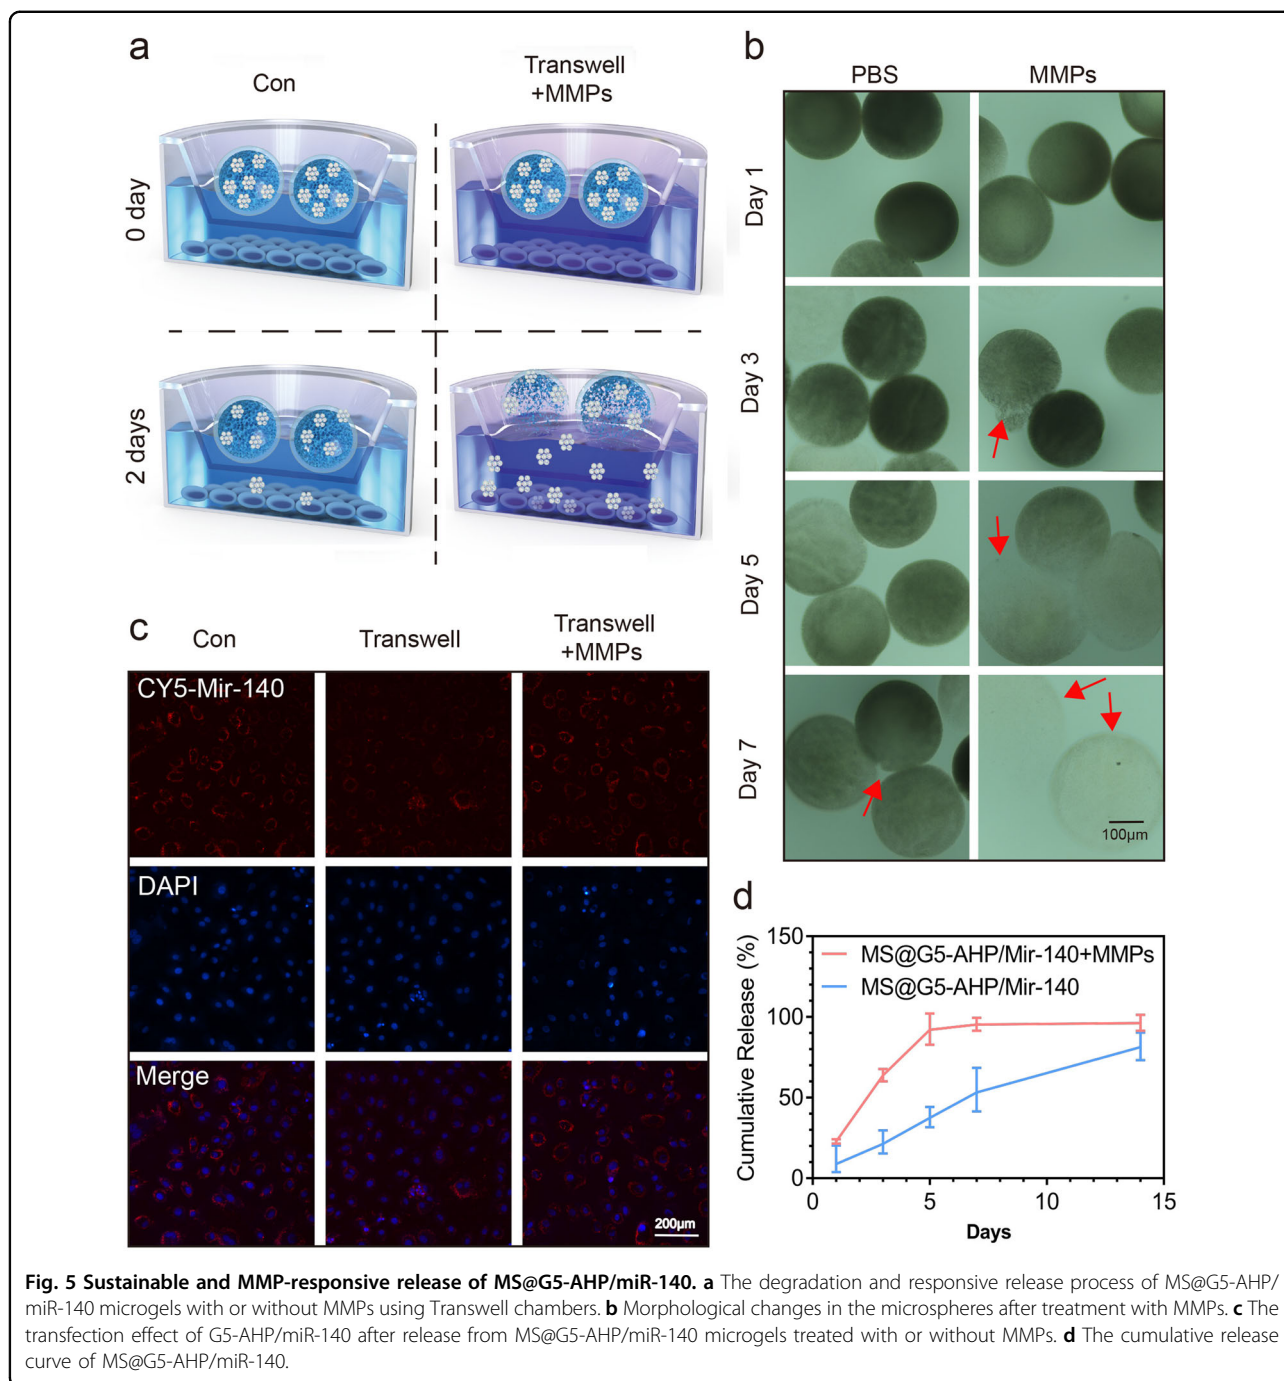 a
Con
Transwell
+MMPs
0 day
2 days
b
PBS
MMPs
Day 1
Day 3
Day 5
Day 7
100μm
c
Con
Transwell
Transwell
+MMPs
CY5-Mir-140
DAPI
Merge
200μm
d
150
100
50
0
Cumulative Release (%)
MS@G5-AHP/Mir-140+MMPs
MS@G5-AHP/Mir-140
0
5
10
15
Days
Fig. 5 Sustainable and MMP-responsive release of MS@G5-AHP/miR-140. a The degradation and responsive release process of MS@G5-AHP/
miR-140 microgels with or without MMPs using Transwell chambers. b Morphological changes in the microspheres after treatment with MMPs. c The
transfection effect of G5-AHP/miR-140 after release from MS@G5-AHP/miR-140 microgels treated with or without MMPs. d The cumulative release
curve of MS@G5-AHP/miR-140.